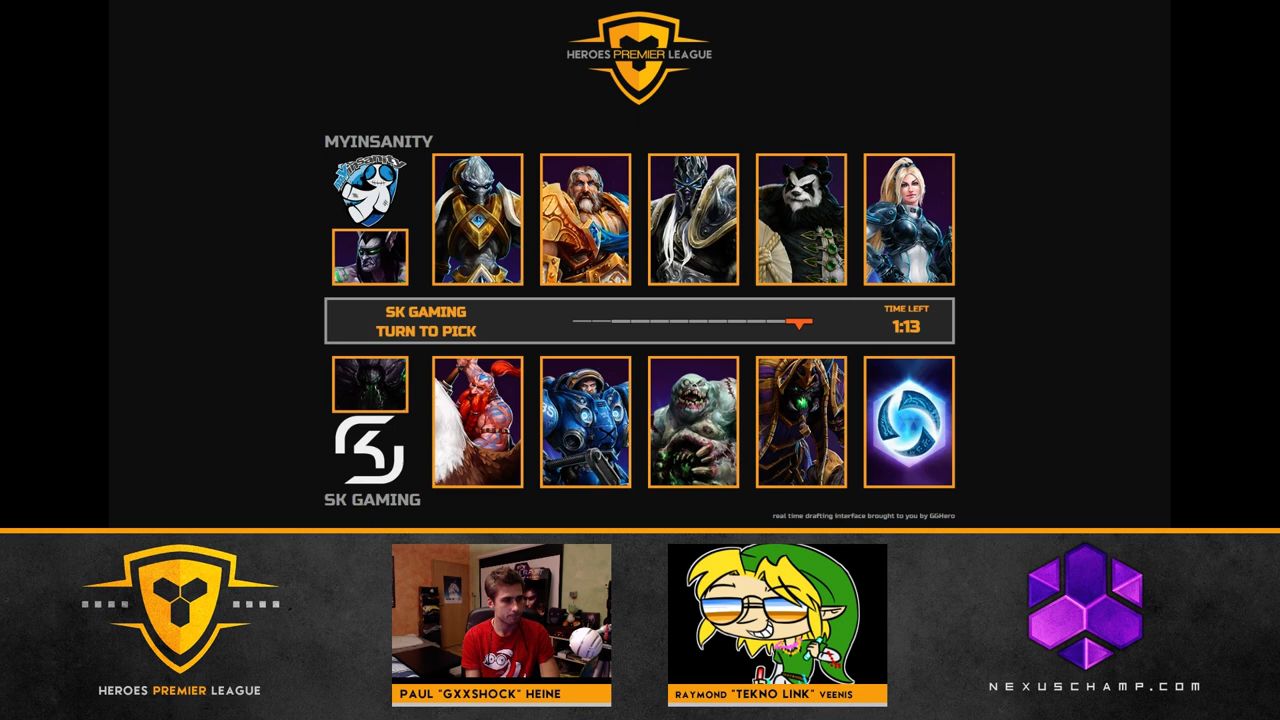 HEROES PREMIER LEAGUE
MYINSANITY
SK GAMING
TURN TO PICK
TIME LEFT
1:13
SK GAMING
real time drafting interface brought to you by GGHero
HEROES PREMIER LEAGUE
PAUL "GXXSHOCK" HEINE
RAYMOND "TEKNO LINK" VEENIS
NEXUSCHAMP.COM